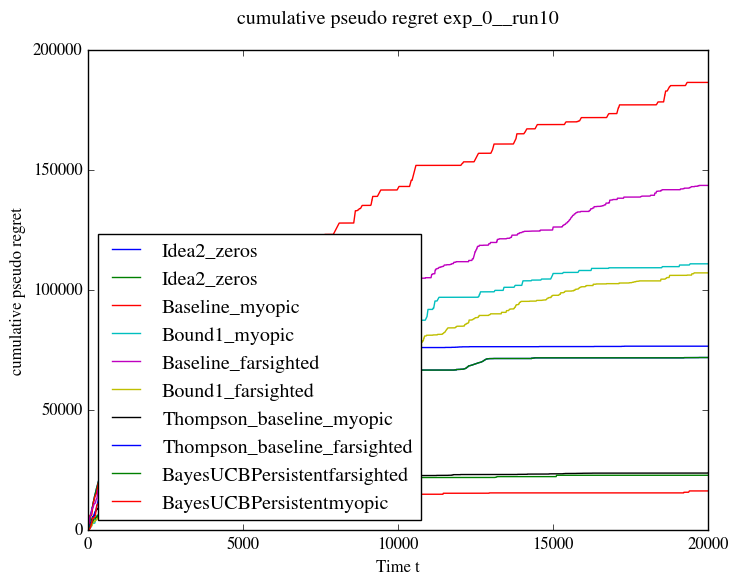 cumulative pseudo regret exp_0__run10
200000
150000
100000
50000
0
cumulative pseudo regret
Idea2_zeros
Idea2_zeros
Baseline_myopic
Bound1_myopic
Baseline_farsighted
Bound1_farsighted
Thompson_baseline_myopic
Thompson_baseline_farsighted
BayesUCBPersistentfarsighted
BayesUCBPersistentmyopic
0 5000 10000 15000 20000
Time t